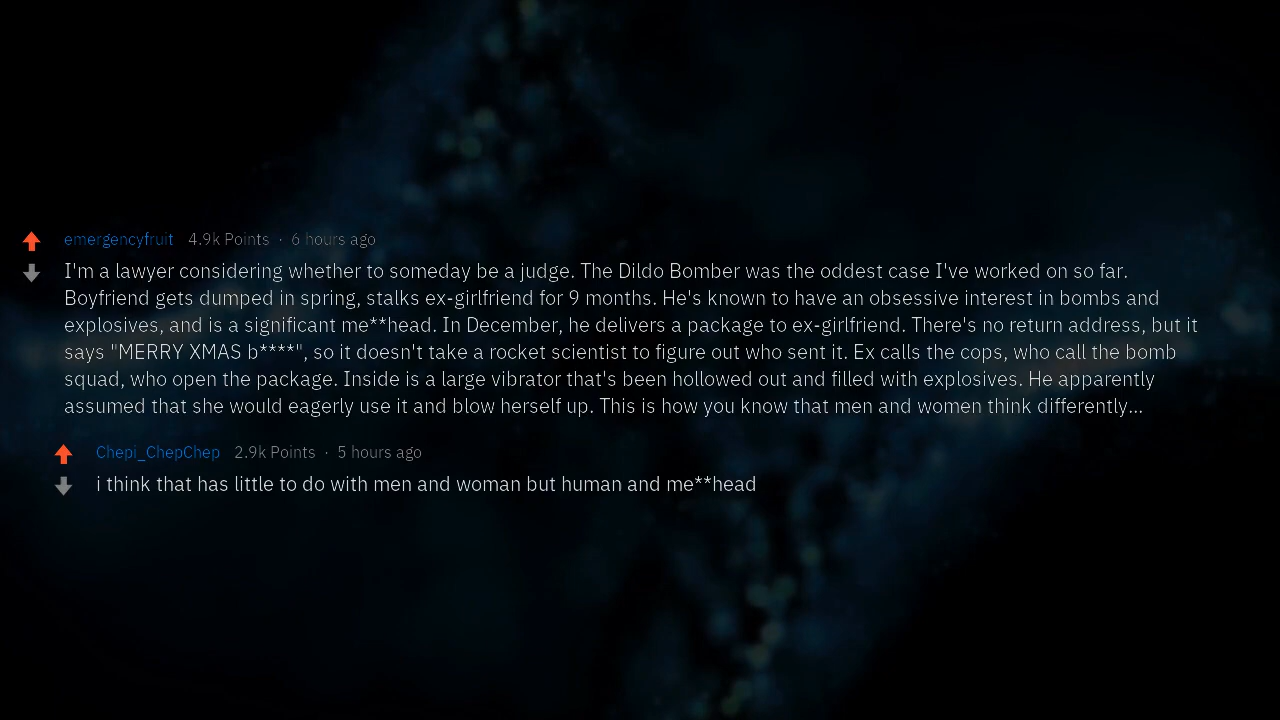 emergencyfruit 4.9k Points · 6 hours ago
I'm a lawyer considering whether to someday be a judge. The Dildo Bomber was the oddest case I've worked on so far.
Boyfriend gets dumped in spring, stalks ex-girlfriend for 9 months. He's known to have an obsessive interest in bombs and
explosives, and is a significant me**head. In December, he delivers a package to ex-girlfriend. There's no return address, but it
says "MERRY XMAS b****", so it doesn't take a rocket scientist to figure out who sent it. Ex calls the cops, who call the bomb
squad, who open the package. Inside is a large vibrator that's been hollowed out and filled with explosives. He apparently
assumed that she would eagerly use it and blow herself up. This is how you know that men and women think differently...
Chepi_ChepChep 2.9k Points · 5 hours ago
i think that has little to do with men and woman but human and me**head